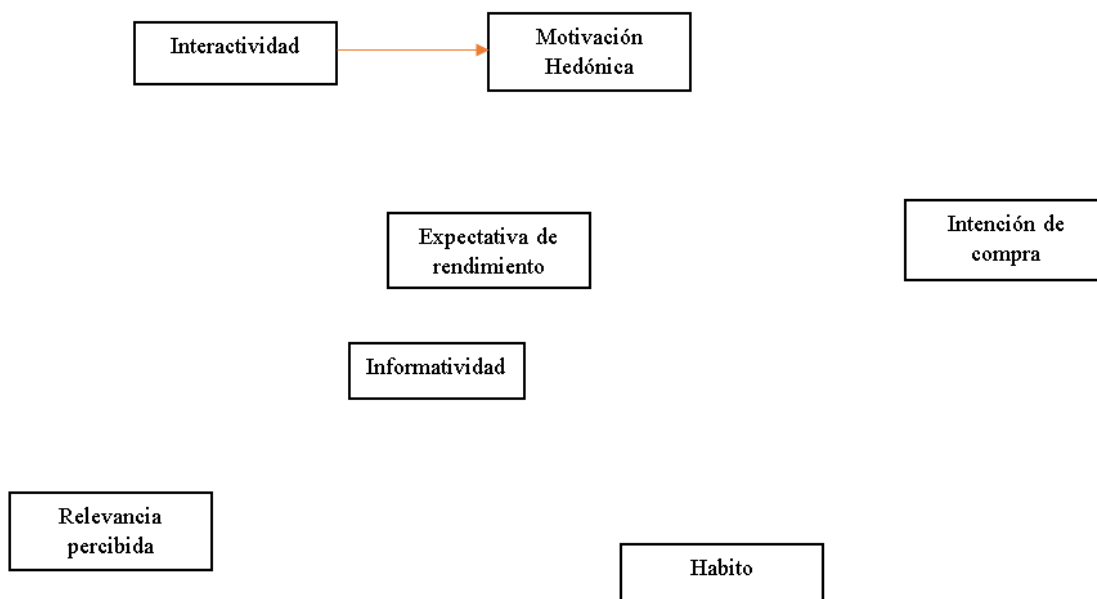 Interactividad
Motivación
Hedónica
Expectativa de
rendimiento
Intención de
compra
Informatividad
Relevancia
percibida
Habito